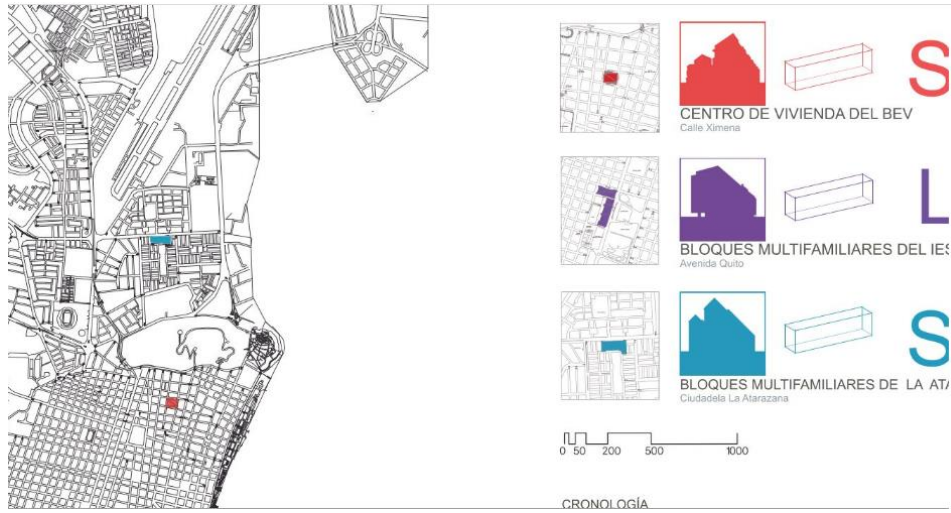 S
CENTRO DE VIVIENDA DEL BEV
Calle Ximena
L
BLOQUES MULTIFAMILIARES DEL IES
Avenida Quito
S
BLOQUES MULTIFAMILIARES DE LA ATA
Ciudadela La Atarazana
0 50 200 500 1000
CRONOLOGÍA